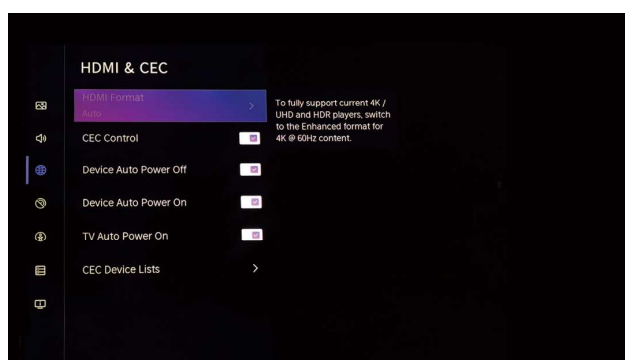 HDMI & CEC
HDMI Format
Auto
To fully support current 4K /
UHD and HDR players, switch
to the Enhanced format for
4K @ 60Hz content.
CEC Control
Device Auto Power Off
Device Auto Power On
TV Auto Power On
CEC Device Lists